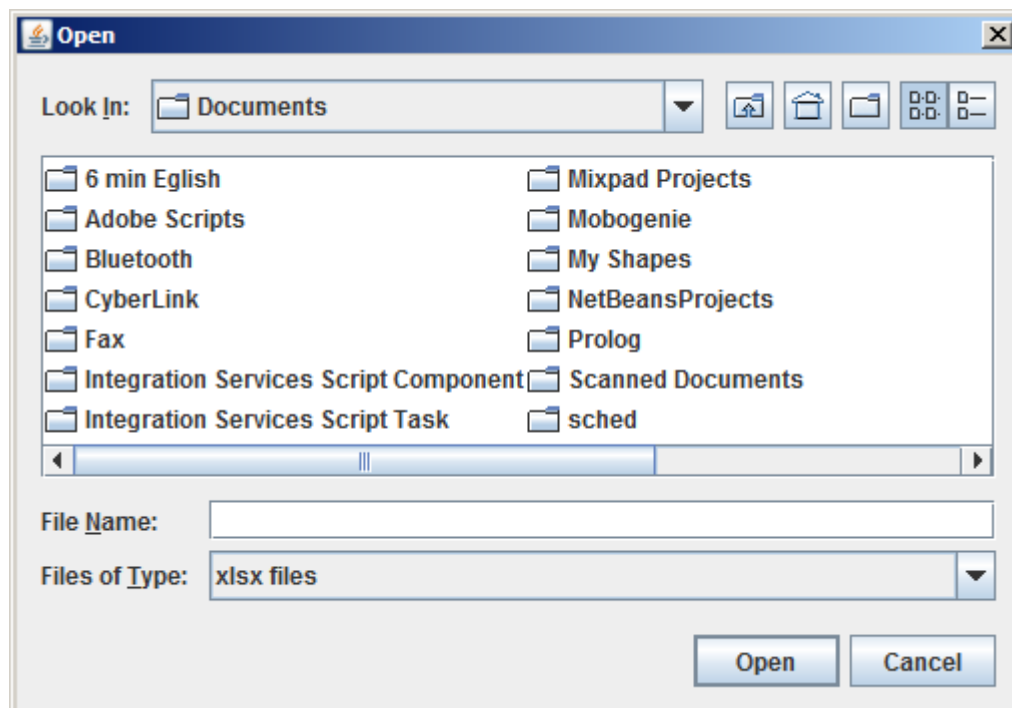 Open
Look In: Documents
6 min Eglish
Adobe Scripts
Bluetooth
CyberLink
Fax
Integration Services Script Component
Integration Services Script Task
Mixpad Projects
Mobogenie
My Shapes
NetBeansProjects
Prolog
Scanned Documents
sched
File Name:
Files of Type: xlsx files
Open Cancel